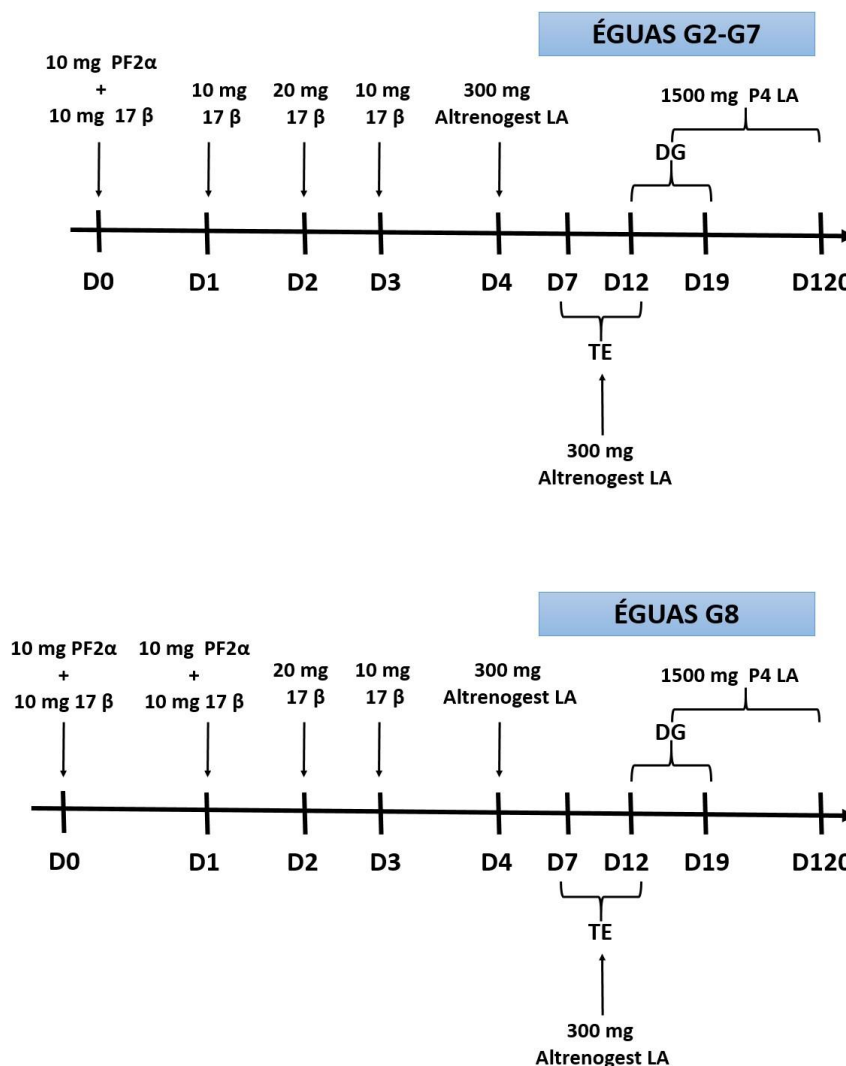 ÉGUAS G2-G7
10 mg PF2α
+
10 mg 17 β
10 mg
17 β
20 mg
17 β
10 mg
17 β
300 mg
Altrenogest LA
1500 mg P4 LA
DG
D0
D1
D2
D3
D4
D7
D12
D19
D120
TE
300 mg
Altrenogest LA
ÉGUAS G8
10 mg PF2α
+
10 mg 17 β
10 mg PF2α
+
10 mg 17 β
20 mg
17 β
10 mg
17 β
300 mg
Altrenogest LA
1500 mg P4 LA
DG
D0
D1
D2
D3
D4
D7
D12
D19
D120
TE
300 mg
Altrenogest LA